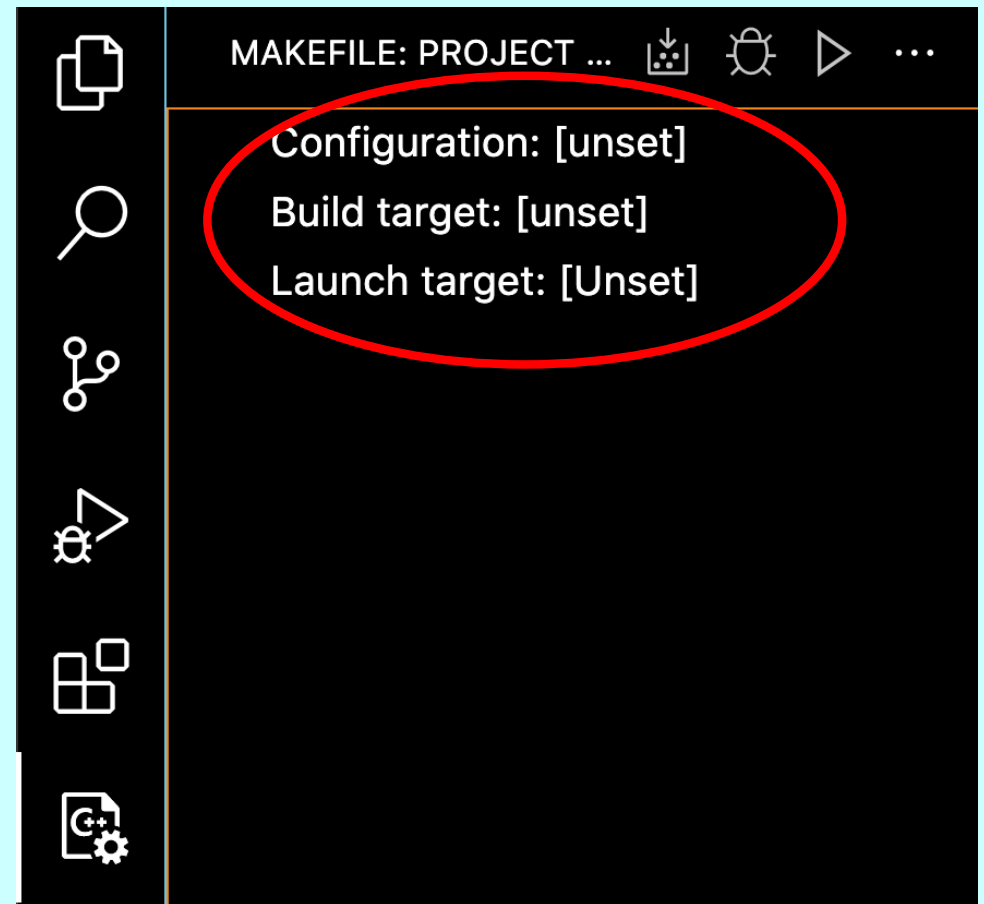 MAKEFILE: PROJECT ...
Configuration: [unset]
Build target: [unset]
Launch target: [Unset]
C++